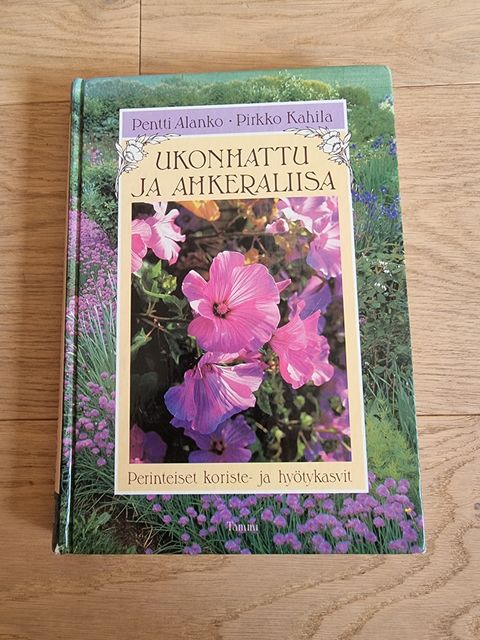 Pentti Alanko · Pirkko Kahila
UKONHATTU
JA AHKERALIISA
Perinteiset koriste- ja hyötykasvit
Tammi